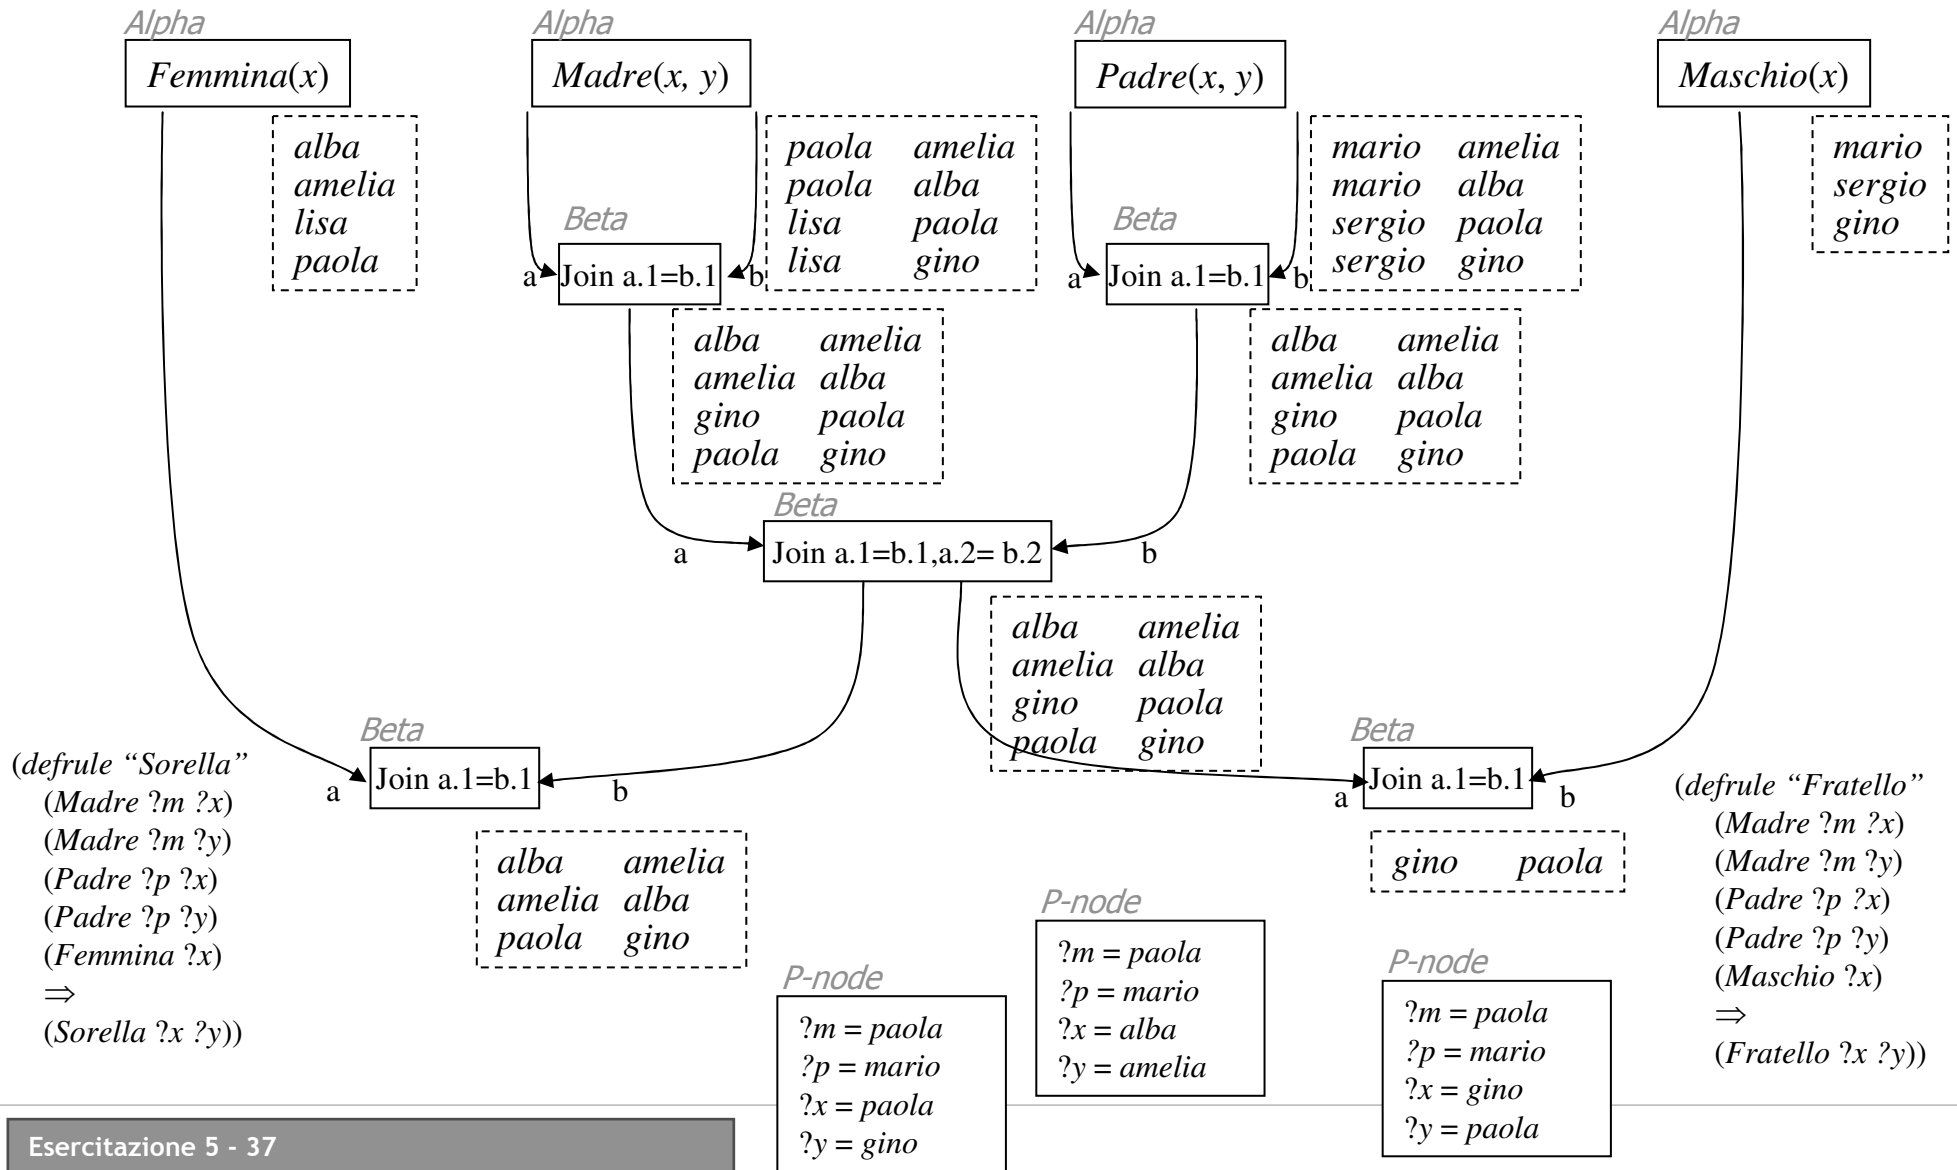 Alpha
Femmina(x)
alba
amelia
lisa
paola
Alpha
Madre(x, y)
paola amelia
paola alba
lisa paola
lisa gino
Alpha
Padre(x, y)
mario amelia
mario alba
sergio paola
sergio gino
Alpha
Maschio(x)
mario
sergio
gino
Beta
a
Join a.1=b.1
b
alba amelia
amelia alba
gino paola
paola gino
Beta
a
Join a.1=b.1
b
alba amelia
amelia alba
gino paola
paola gino
Beta
a
Join a.1=b.1,a.2= b.2
b
alba amelia
amelia alba
gino paola
paola gino
(defrule “Sorella”
(Madre ?m ?x)
(Madre ?m ?y)
(Padre ?p ?x)
(Padre ?p ?y)
(Femmina ?x)
⇒
(Sorella ?x ?y))
Beta
a
Join a.1=b.1
b
alba amelia
amelia alba
paola gino
Beta
a
Join a.1=b.1
b
gino paola
(defrule “Fratello”
(Madre ?m ?x)
(Madre ?m ?y)
(Padre ?p ?x)
(Padre ?p ?y)
(Maschio ?x)
⇒
(Fratello ?x ?y))
P-node
?m = paola
?p = mario
?x = paola
?y = gino
P-node
?m = paola
?p = mario
?x = alba
?y = amelia
P-node
?m = paola
?p = mario
?x = gino
?y = paola
Esercitazione 5 - 37